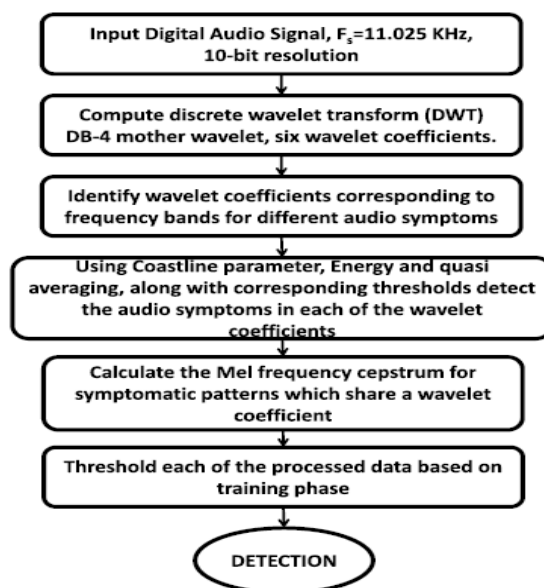 Input Digital Audio Signal, Fs=11.025 KHz,
10-bit resolution
Compute discrete wavelet transform (DWT)
DB-4 mother wavelet, six wavelet coefficients.
Identify wavelet coefficients corresponding to
frequency bands for different audio symptoms
Using Coastline parameter, Energy and quasi
averaging, along with corresponding thresholds detect
the audio symptoms in each of the wavelet
coefficients
Calculate the Mel frequency cepstrum for
symptomatic patterns which share a wavelet
coefficient
Threshold each of the processed data based on
training phase
DETECTION